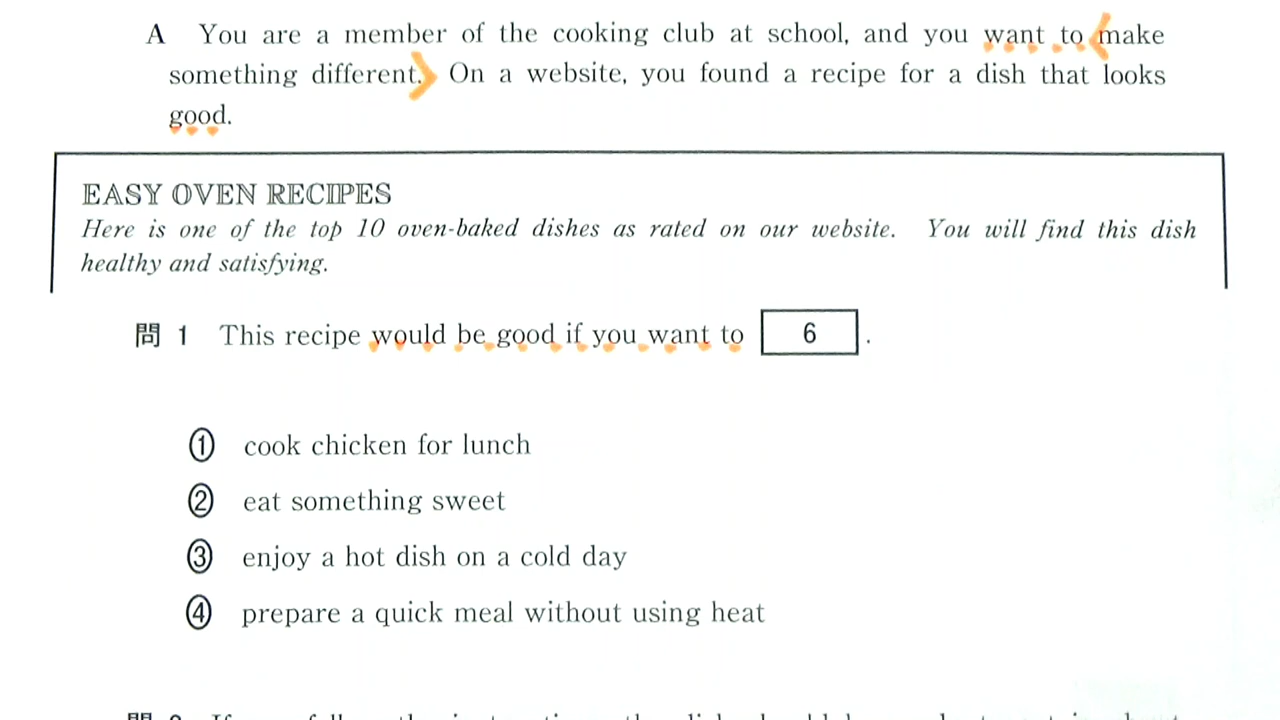 A You are a member of the cooking club at school, and you want to make
something different. On a website, you found a recipe for a dish that looks
good.
EASY OVEN RECIPES
Here is one of the top 10 oven-baked dishes as rated on our website. You will find this dish
healthy and satisfying.
問 1 This recipe would be good if you want to 6 .
① cook chicken for lunch
② eat something sweet
③ enjoy a hot dish on a cold day
④ prepare a quick meal without using heat